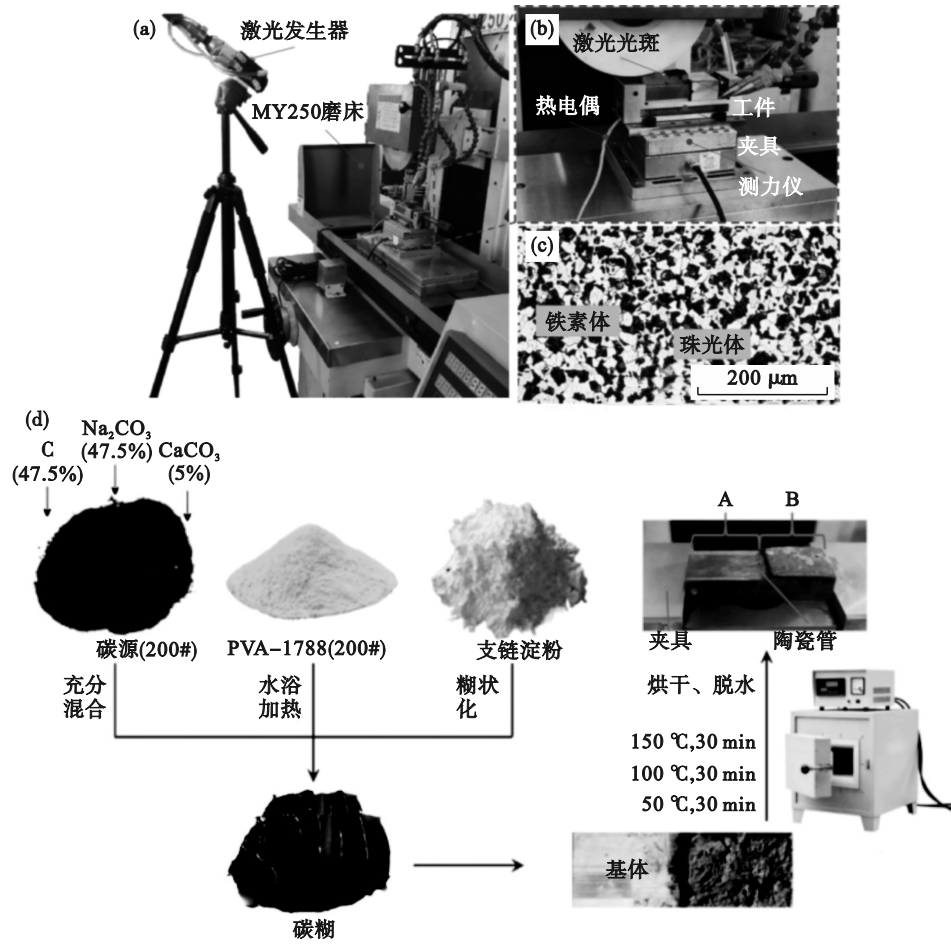 (a)
激光发生器
MY250磨床
(b)
激光光斑
热电偶
工件
夹具
测力仪
(c)
铁素体
珠光体
200 μm
(d)
C
(47.5%)
Na₂CO₃
(47.5%)
CaCO₃
(5%)
碳源(200#)
PVA-1788(200#)
支链淀粉
充分
混合
水浴
加热
糊状
化
碳糊
基体
A
B
夹具
陶瓷管
烘干、脱水
150 ℃,30 min
100 ℃,30 min
50 ℃,30 min